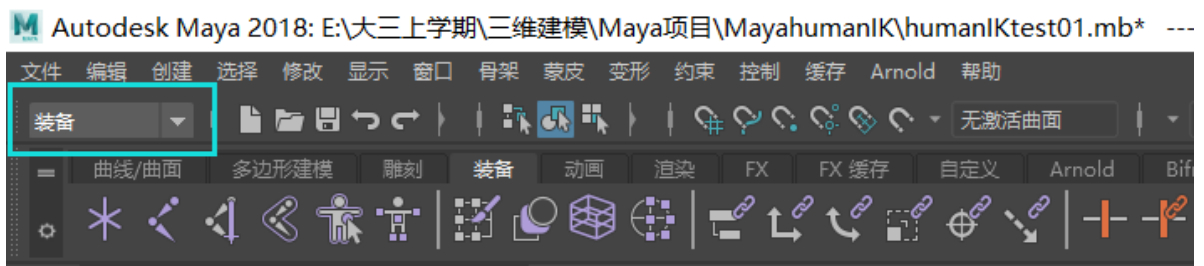 Autodesk Maya 2018: E:\大三上学期\三维建模\Maya项目\MayahumanIK\humanIKtest01.mb* ---
文件 编辑 创建 选择 修改 显示 窗口 骨架 蒙皮 变形 约束 控制 缓存 Arnold 帮助
装备 无激活曲面
曲线/曲面 多边形建模 雕刻 装备 动画 渲染 FX FX 缓存 自定义 Arnold Bifr